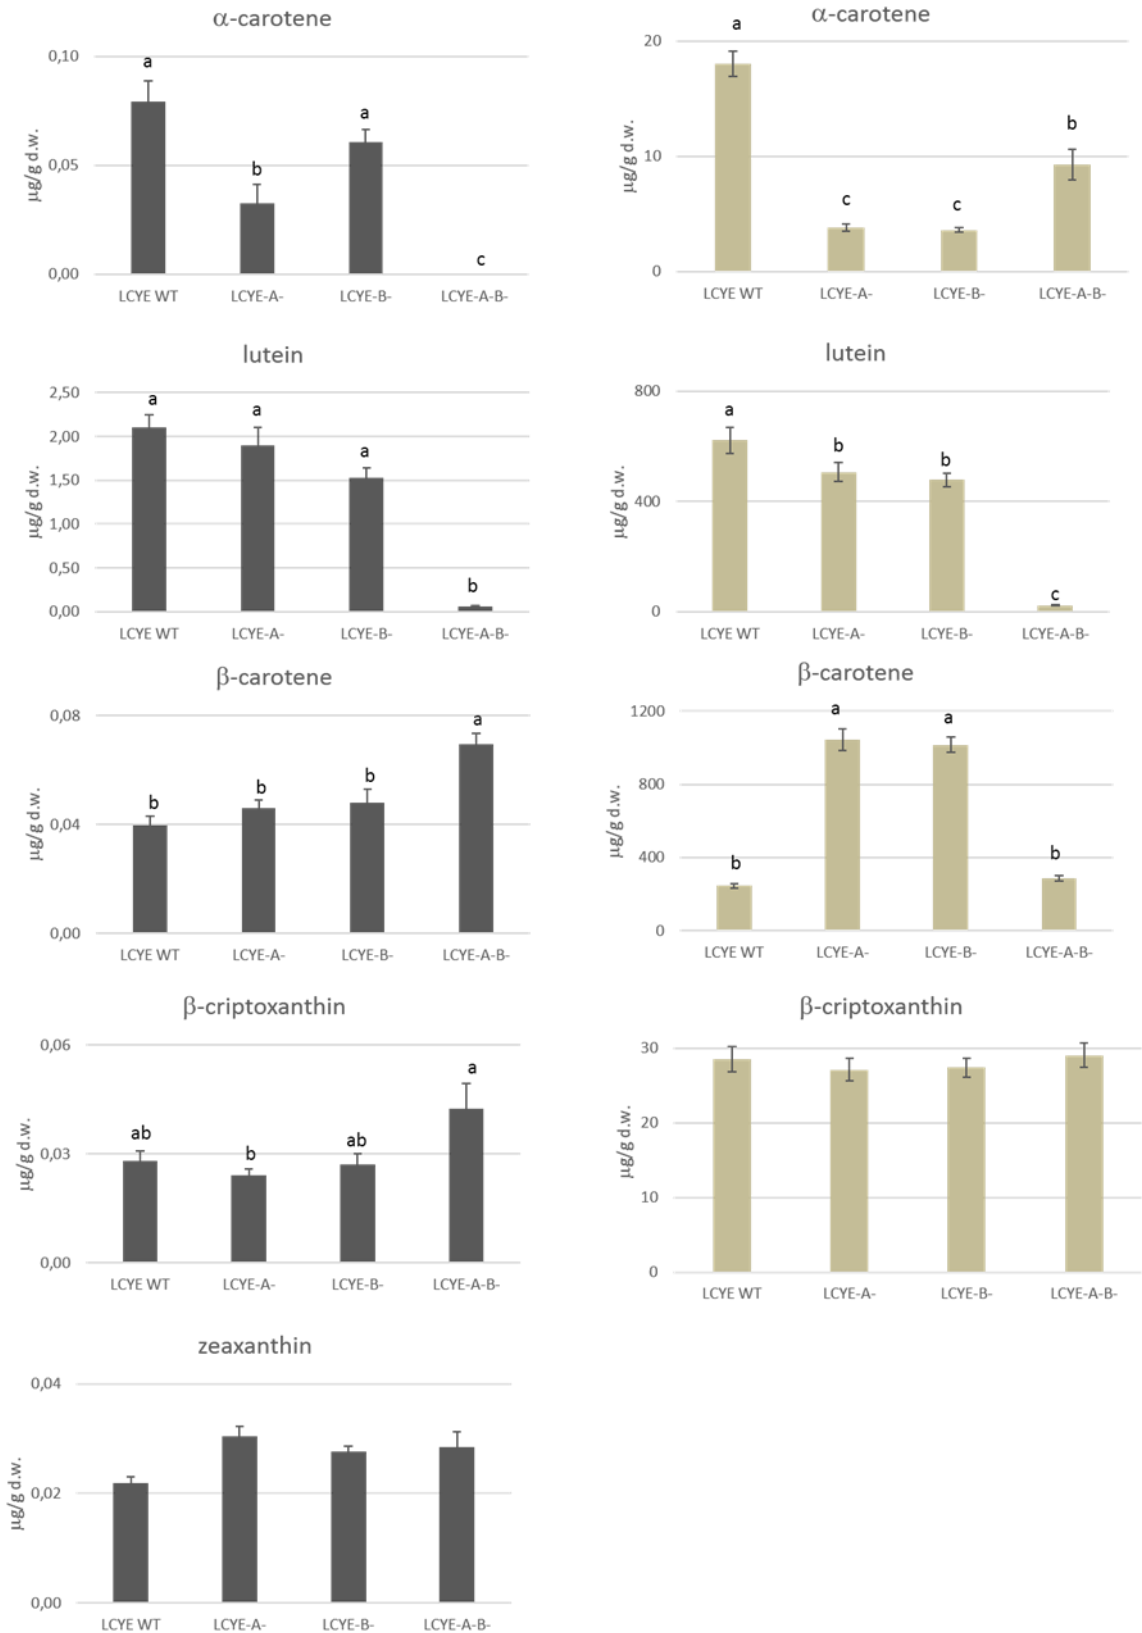 α-carotene
0,10
0,05
0,00
μg/g d.w.
a
b
a
c
LCYE WT LCYE-A- LCYE-B- LCYE-A-B-
α-carotene
20
10
0
μg/g d.w.
a
c
c
b
LCYE WT LCYE-A- LCYE-B- LCYE-A-B-
lutein
2,50
2,00
1,50
1,00
0,50
0,00
μg/g d.w.
a
a
a
b
LCYE WT LCYE-A- LCYE-B- LCYE-A-B-
lutein
800
400
0
μg/g d.w.
a
b
b
c
LCYE WT LCYE-A- LCYE-B- LCYE-A-B-
β-carotene
0,08
0,04
0,00
μg/g d.w.
b
b
b
a
LCYE WT LCYE-A- LCYE-B- LCYE-A-B-
β-carotene
1200
800
400
0
μg/g d.w.
b
a
a
b
LCYE WT LCYE-A- LCYE-B- LCYE-A-B-
β-criptoxanthin
0,06
0,03
0,00
μg/g d.w.
ab
b
ab
a
LCYE WT LCYE-A- LCYE-B- LCYE-A-B-
β-criptoxanthin
30
20
10
0
μg/g d.w.
LCYE WT LCYE-A- LCYE-B- LCYE-A-B-
zeaxanthin
0,04
0,02
0,00
μg/g d.w.
LCYE WT LCYE-A- LCYE-B- LCYE-A-B-